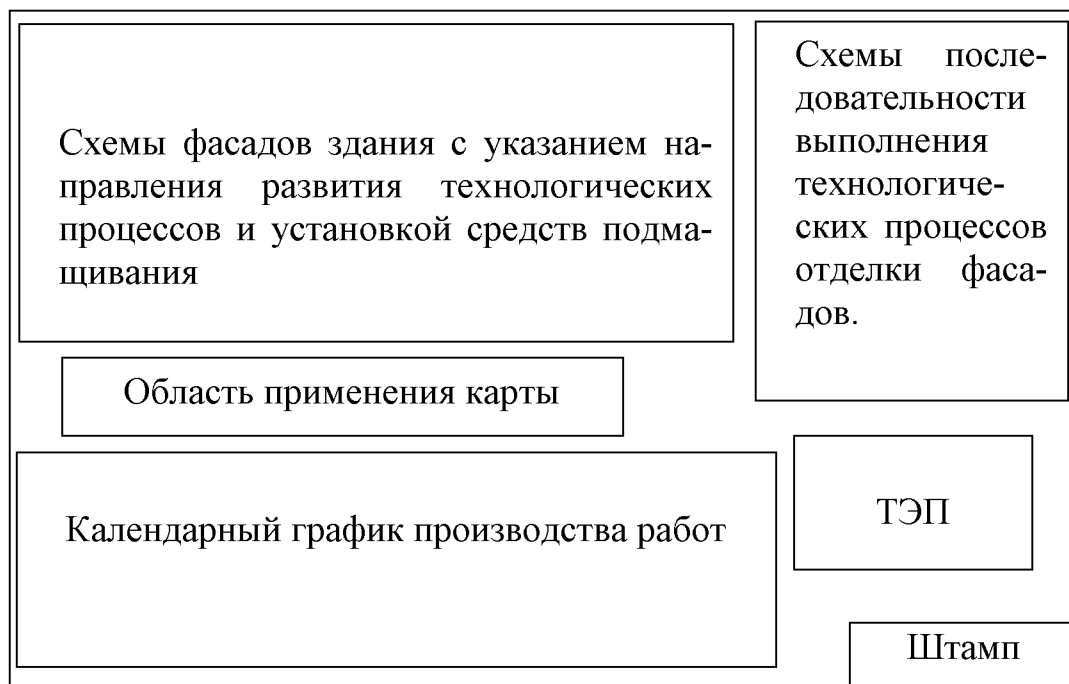 Схемы фасадов здания с указанием на-
правления развития технологических
процессов и установкой средств подма-
щивания
Схемы после-
довательности
выполнения
технологиче-
ских процессов
отделки фаса-
дов.
Область применения карты
Календарный график производства работ
ТЭП
Штамп